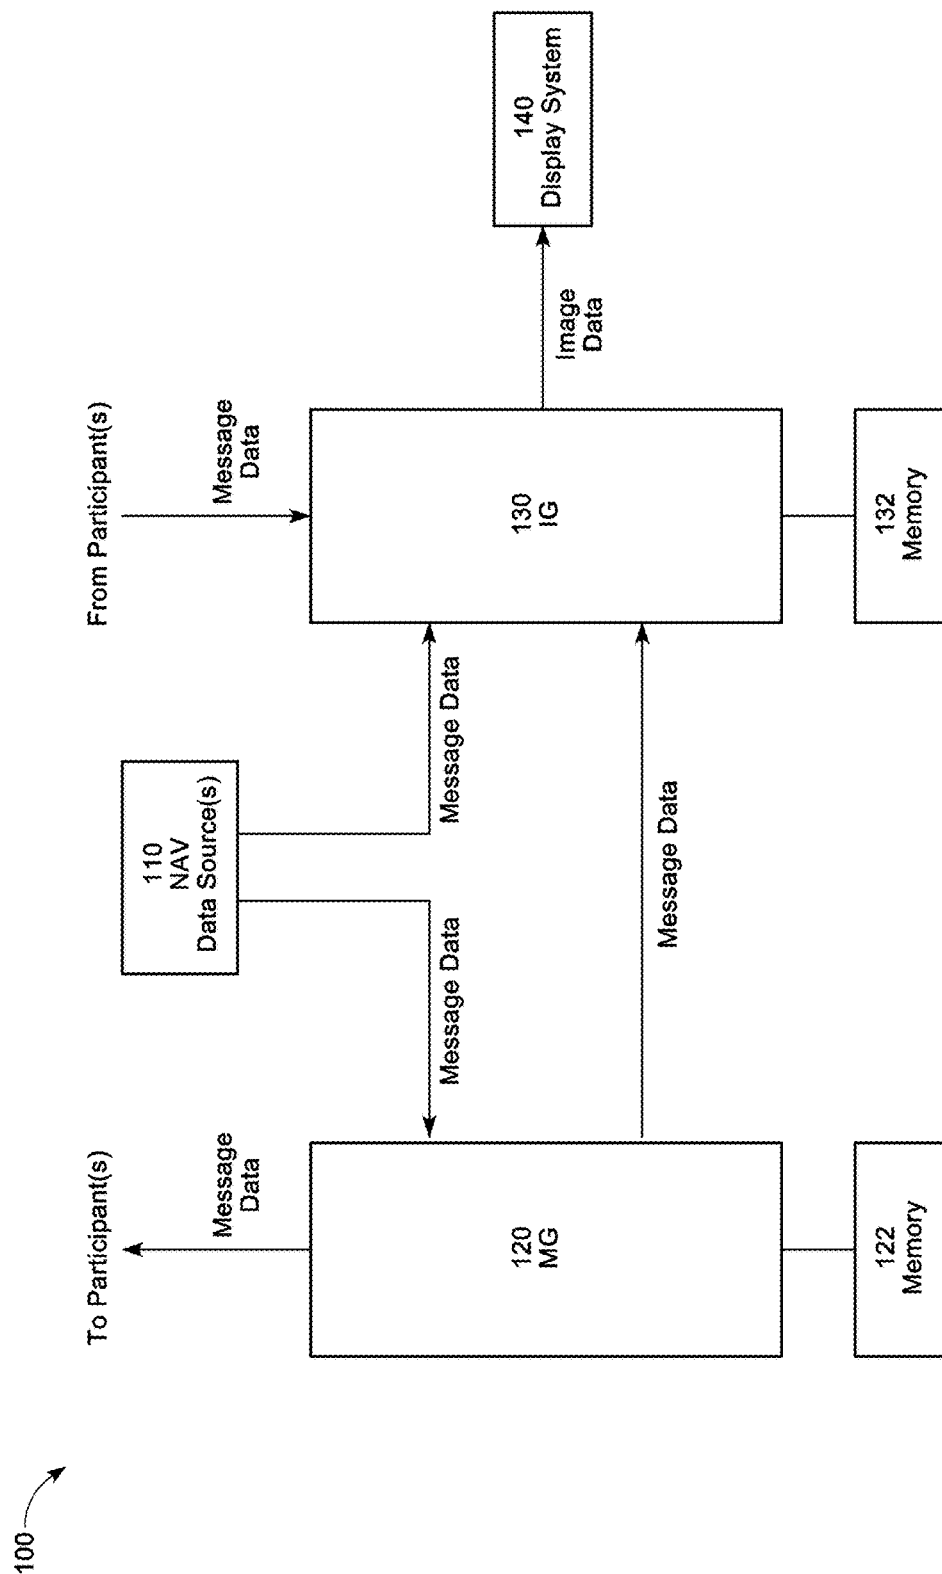 100
To Participant(s)
Message
Data
120
MG
122
Memory
110
NAV
Data Source(s)
Message Data
Message Data
Message Data
From Participant(s)
Message
Data
130
IG
132
Memory
Image
Data
140
Display System